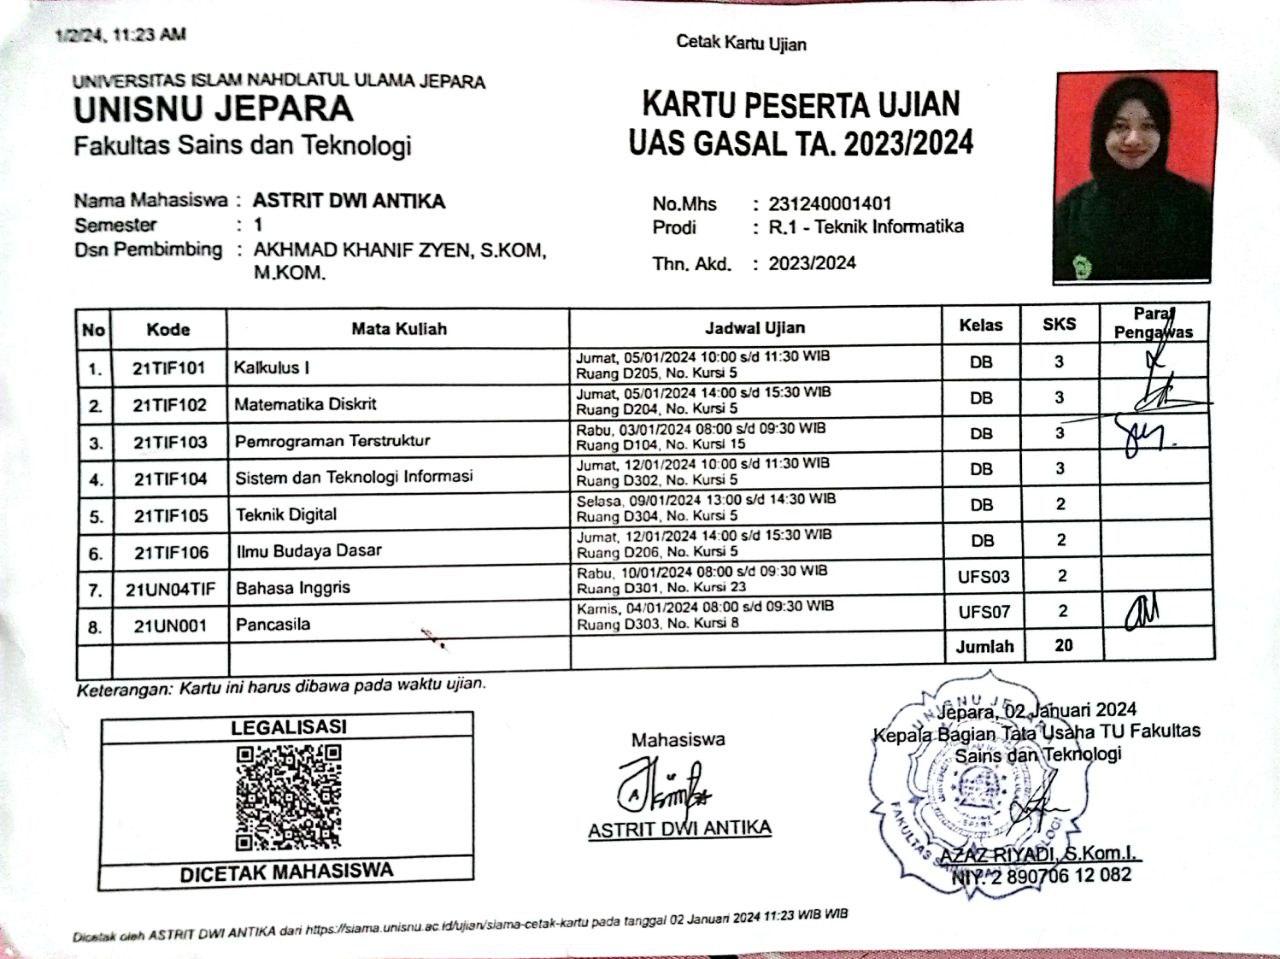 1/2/24, 11:23 AM
Cetak Kartu Ujian
UNIVERSITAS ISLAM NAHDLATUL ULAMA JEPARA
UNISNU JEPARA
Fakultas Sains dan Teknologi
KARTU PESERTA UJIAN
UAS GASAL TA. 2023/2024
Nama Mahasiswa : ASTRIT DWI ANTIKA
Semester : 1
Dsn Pembimbing : AKHMAD KHANIF ZYEN, S.KOM,
M.KOM.
No.Mhs : 231240001401
Prodi : R.1 - Teknik Informatika
Thn. Akd. : 2023/2024
No Kode Mata Kuliah Jadwal Ujian Kelas SKS Paraf Pengawas
1. 21TIF101 Kalkulus I Jumat, 05/01/2024 10:00 s/d 11:30 WIB DB 3
Ruang D205, No. Kursi 5
2. 21TIF102 Matematika Diskrit Jumat, 05/01/2024 14:00 s/d 15:30 WIB DB 3
Ruang D204, No. Kursi 5
3. 21TIF103 Pemrograman Terstruktur Rabu, 03/01/2024 08:00 s/d 09:30 WIB DB 3
Ruang D104, No. Kursi 15
4. 21TIF104 Sistem dan Teknologi Informasi Jumat, 12/01/2024 10:00 s/d 11:30 WIB DB 3
Ruang D302, No. Kursi 5
5. 21TIF105 Teknik Digital Selasa, 09/01/2024 13:00 s/d 14:30 WIB DB 2
Ruang D304, No. Kursi 5
6. 21TIF106 Ilmu Budaya Dasar Jumat, 12/01/2024 14:00 s/d 15:30 WIB DB 2
Ruang D206, No. Kursi 5
7. 21UN04TIF Bahasa Inggris Rabu, 10/01/2024 08:00 s/d 09:30 WIB UFS03 2
Ruang D301, No. Kursi 23
8. 21UN001 Pancasila Kamis, 04/01/2024 08:00 s/d 09:30 WIB UFS07 2
Ruang D303, No. Kursi 8
Jumlah 20
Keterangan: Kartu ini harus dibawa pada waktu ujian.
LEGALISASI
DICETAK MAHASISWA
Mahasiswa
ASTRIT DWI ANTIKA
Jepara, 02 Januari 2024
Kepala Bagian Tata Usaha TU Fakultas
Sains dan Teknologi
UNISNU JEPARA
FAKULTAS SAINS DAN TEKNOLOGI
AZAZ RIYADI, S.Kom.I.
NIY. 2 890706 12 082
Dicetak oleh ASTRIT DWI ANTIKA dari https://siama.unisnu.ac.id/ujian/siama-cetak-kartu pada tanggal 02 Januari 2024 11:23 WIB WIB